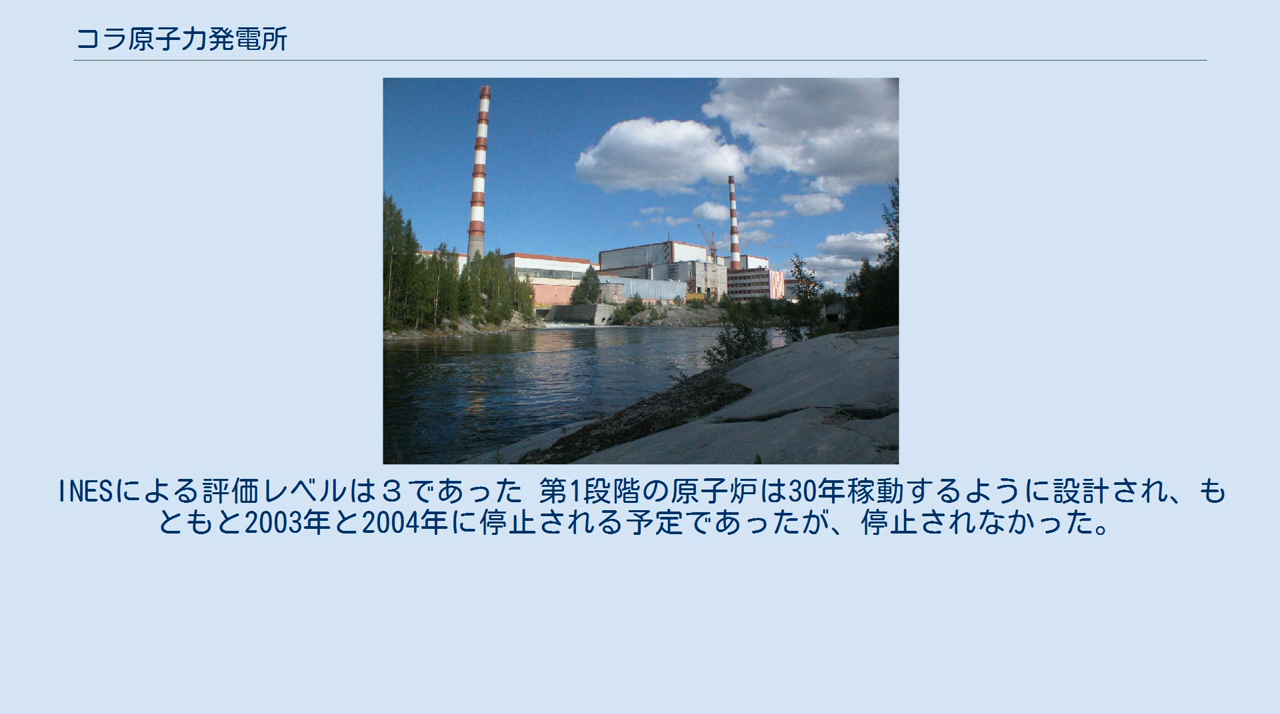 コラ原子力発電所
INESによる評価レベルは３であった 第1段階の原子炉は30年稼動するように設計され、も
ともと2003年と2004年に停止される予定であったが、停止されなかった。